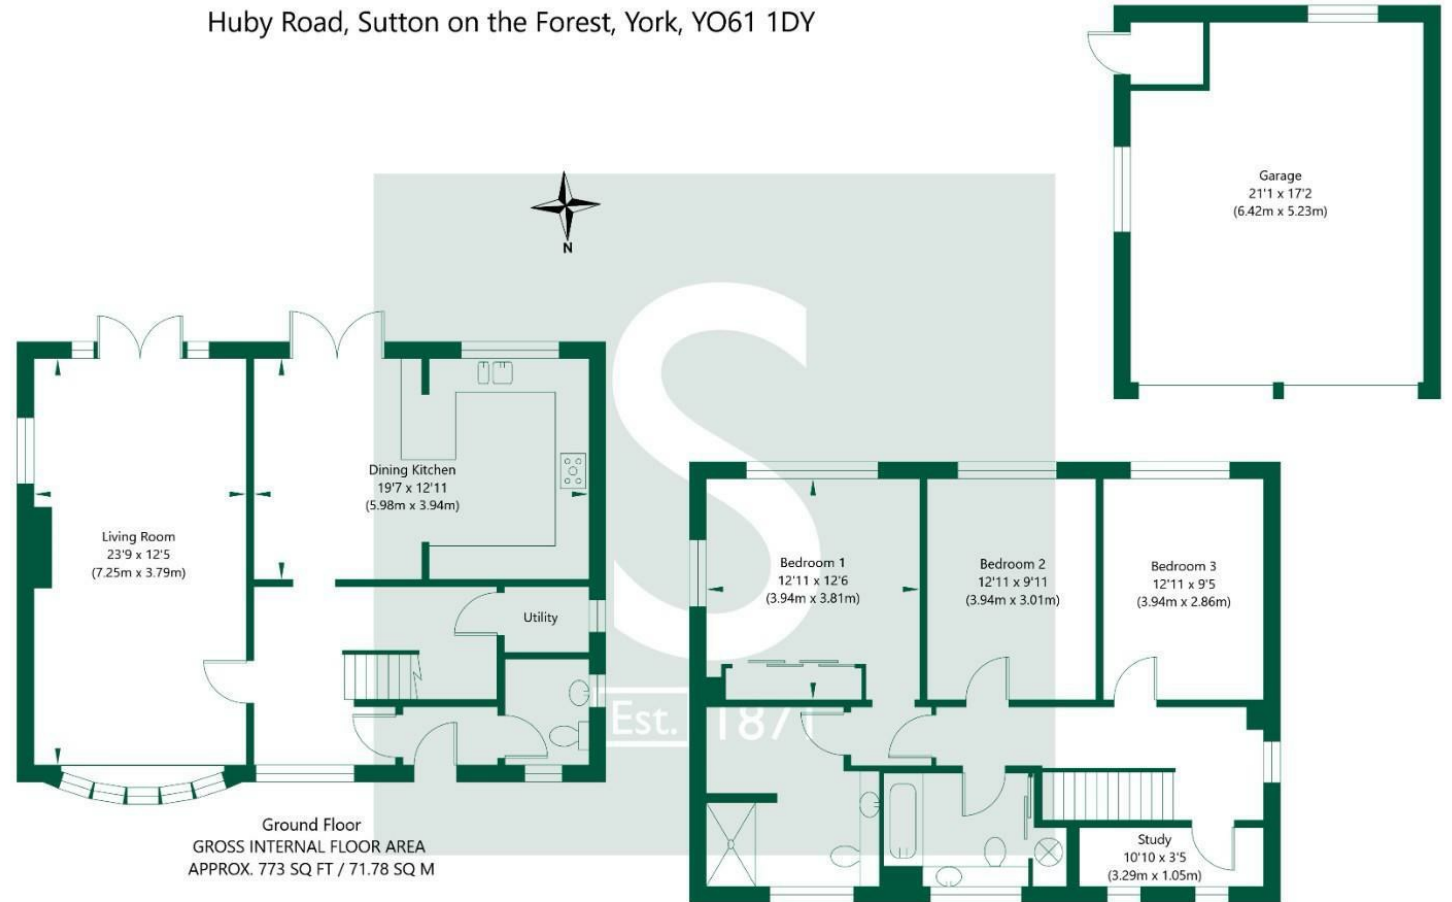 Huby Road, Sutton on the Forest, York, YO61 1DY
Garage
21'1 x 17'2
(6.42m x 5.23m)
N
Dining Kitchen
19'7 x 12'11
(5.98m x 3.94m)
Living Room
23'9 x 12'5
(7.25m x 3.79m)
Utility
Bedroom 1
12'11 x 12'6
(3.94m x 3.81m)
Bedroom 2
12'11 x 9'11
(3.94m x 3.01m)
Bedroom 3
12'11 x 9'5
(3.94m x 2.86m)
S
Est. 1871
Study
10'10 x 3'5
(3.29m x 1.05m)
Ground Floor
GROSS INTERNAL FLOOR AREA
APPROX. 773 SQ FT / 71.78 SQ M